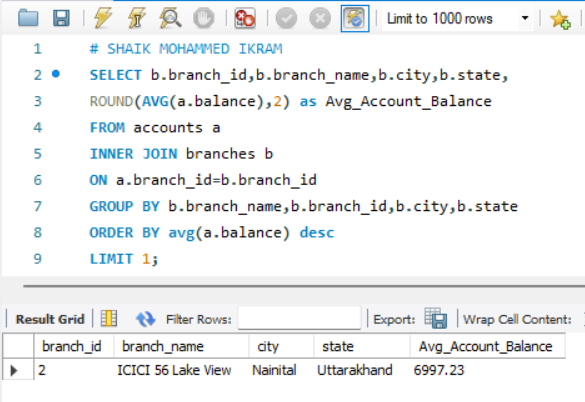 Limit to 1000 rows
1 # SHAIK MOHAMMED IKRAM
2 SELECT b.branch_id,b.branch_name,b.city,b.state,
3 ROUND(AVG(a.balance),2) as Avg_Account_Balance
4 FROM accounts a
5 INNER JOIN branches b
6 ON a.branch_id=b.branch_id
7 GROUP BY b.branch_name,b.branch_id,b.city,b.state
8 ORDER BY avg(a.balance) desc
9 LIMIT 1;
Result Grid Filter Rows: Export: Wrap Cell Content:
branch_id branch_name city state Avg_Account_Balance
2 ICICI 56 Lake View Nainital Uttarakhand 6997.23